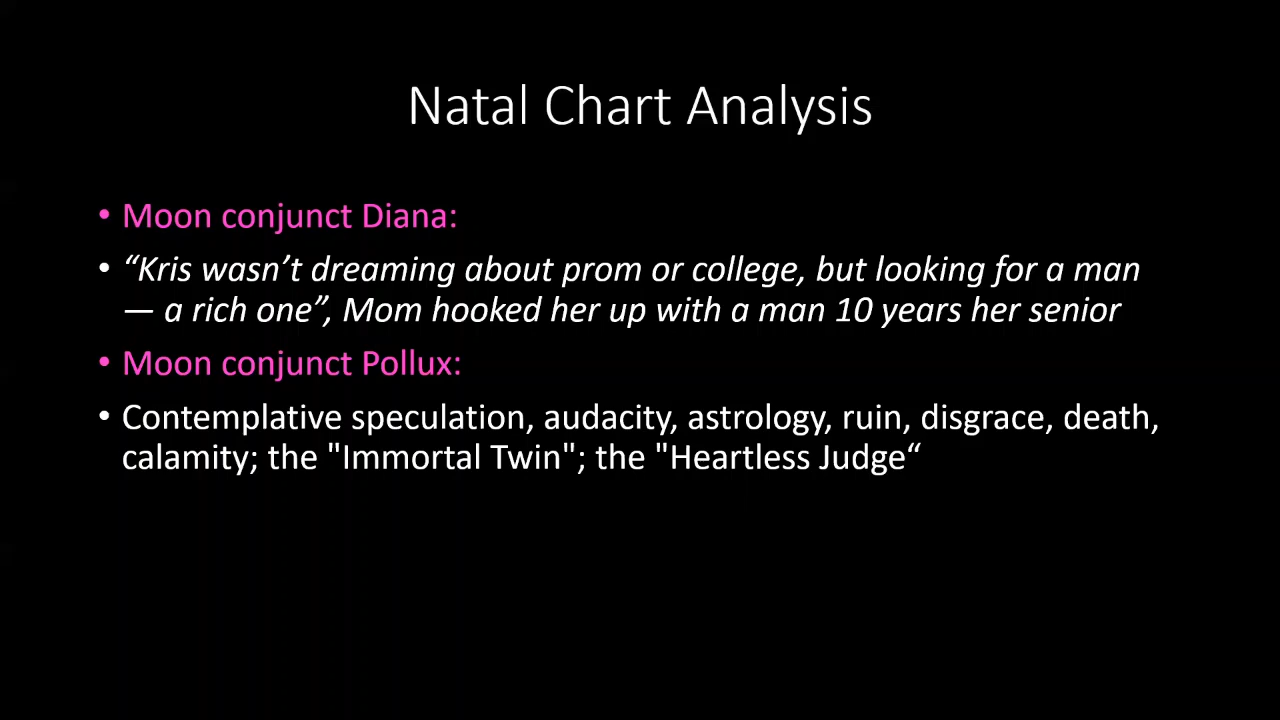 Natal Chart Analysis
• Moon conjunct Diana:
• “Kris wasn’t dreaming about prom or college, but looking for a man
— a rich one”, Mom hooked her up with a man 10 years her senior
• Moon conjunct Pollux:
• Contemplative speculation, audacity, astrology, ruin, disgrace, death,
calamity; the "Immortal Twin"; the "Heartless Judge“